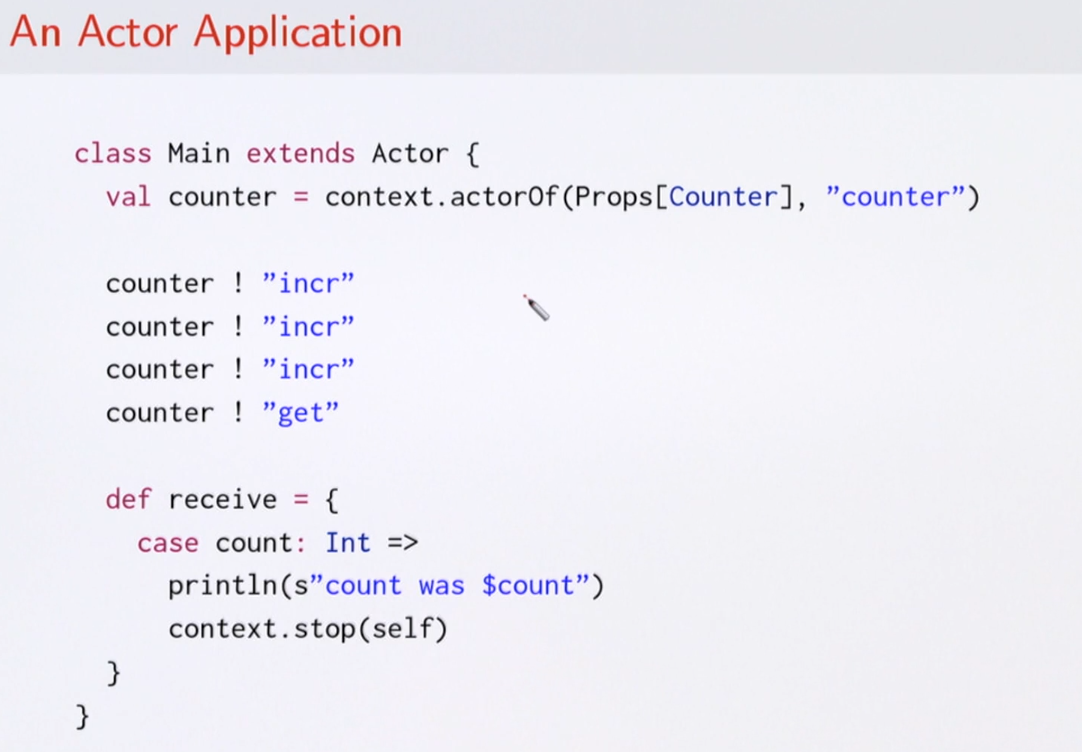 An Actor Application
class Main extends Actor {
  val counter = context.actorOf(Props[Counter], ”counter”)
  counter ! ”incr”
  counter ! ”incr”
  counter ! ”incr”
  counter ! ”get”
  def receive = {
    case count: Int =>
      println(s”count was $count”)
      context.stop(self)
  }
}